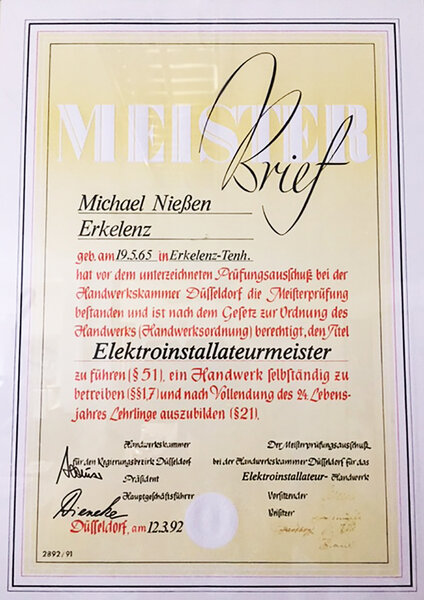 MEISTER
Brief
Michael Nießen
Erkelenz
geb. am 19.5.65 in Erkelenz-Tenh.
hat vor dem unterzeichneten Prüfungsausschuß bei der
Handwerkskammer Düsseldorf die Meisterprüfung
bestanden und ist nach dem Gesetz zur Ordnung des
Handwerks (Handwerksordnung) berechtigt, den Titel
Elektroinstallateurmeister
zu führen (§ 51), ein Handwerk selbständig zu
betreiben (§§ 1,7) und nach Vollendung des 24. Lebens-
jahres Lehrlinge auszubilden (§ 21).
Handwerkskammer
für den Regierungsbezirk Düsseldorf
Präsident
Hauptgeschäftsführer
Düsseldorf, am 12.3.92
Der Meisterprüfungsausschuß
bei der Handwerkskammer Düsseldorf für das
Elektroinstallateur- Handwerk
Vorsitzender
Beisitzer
2892/91